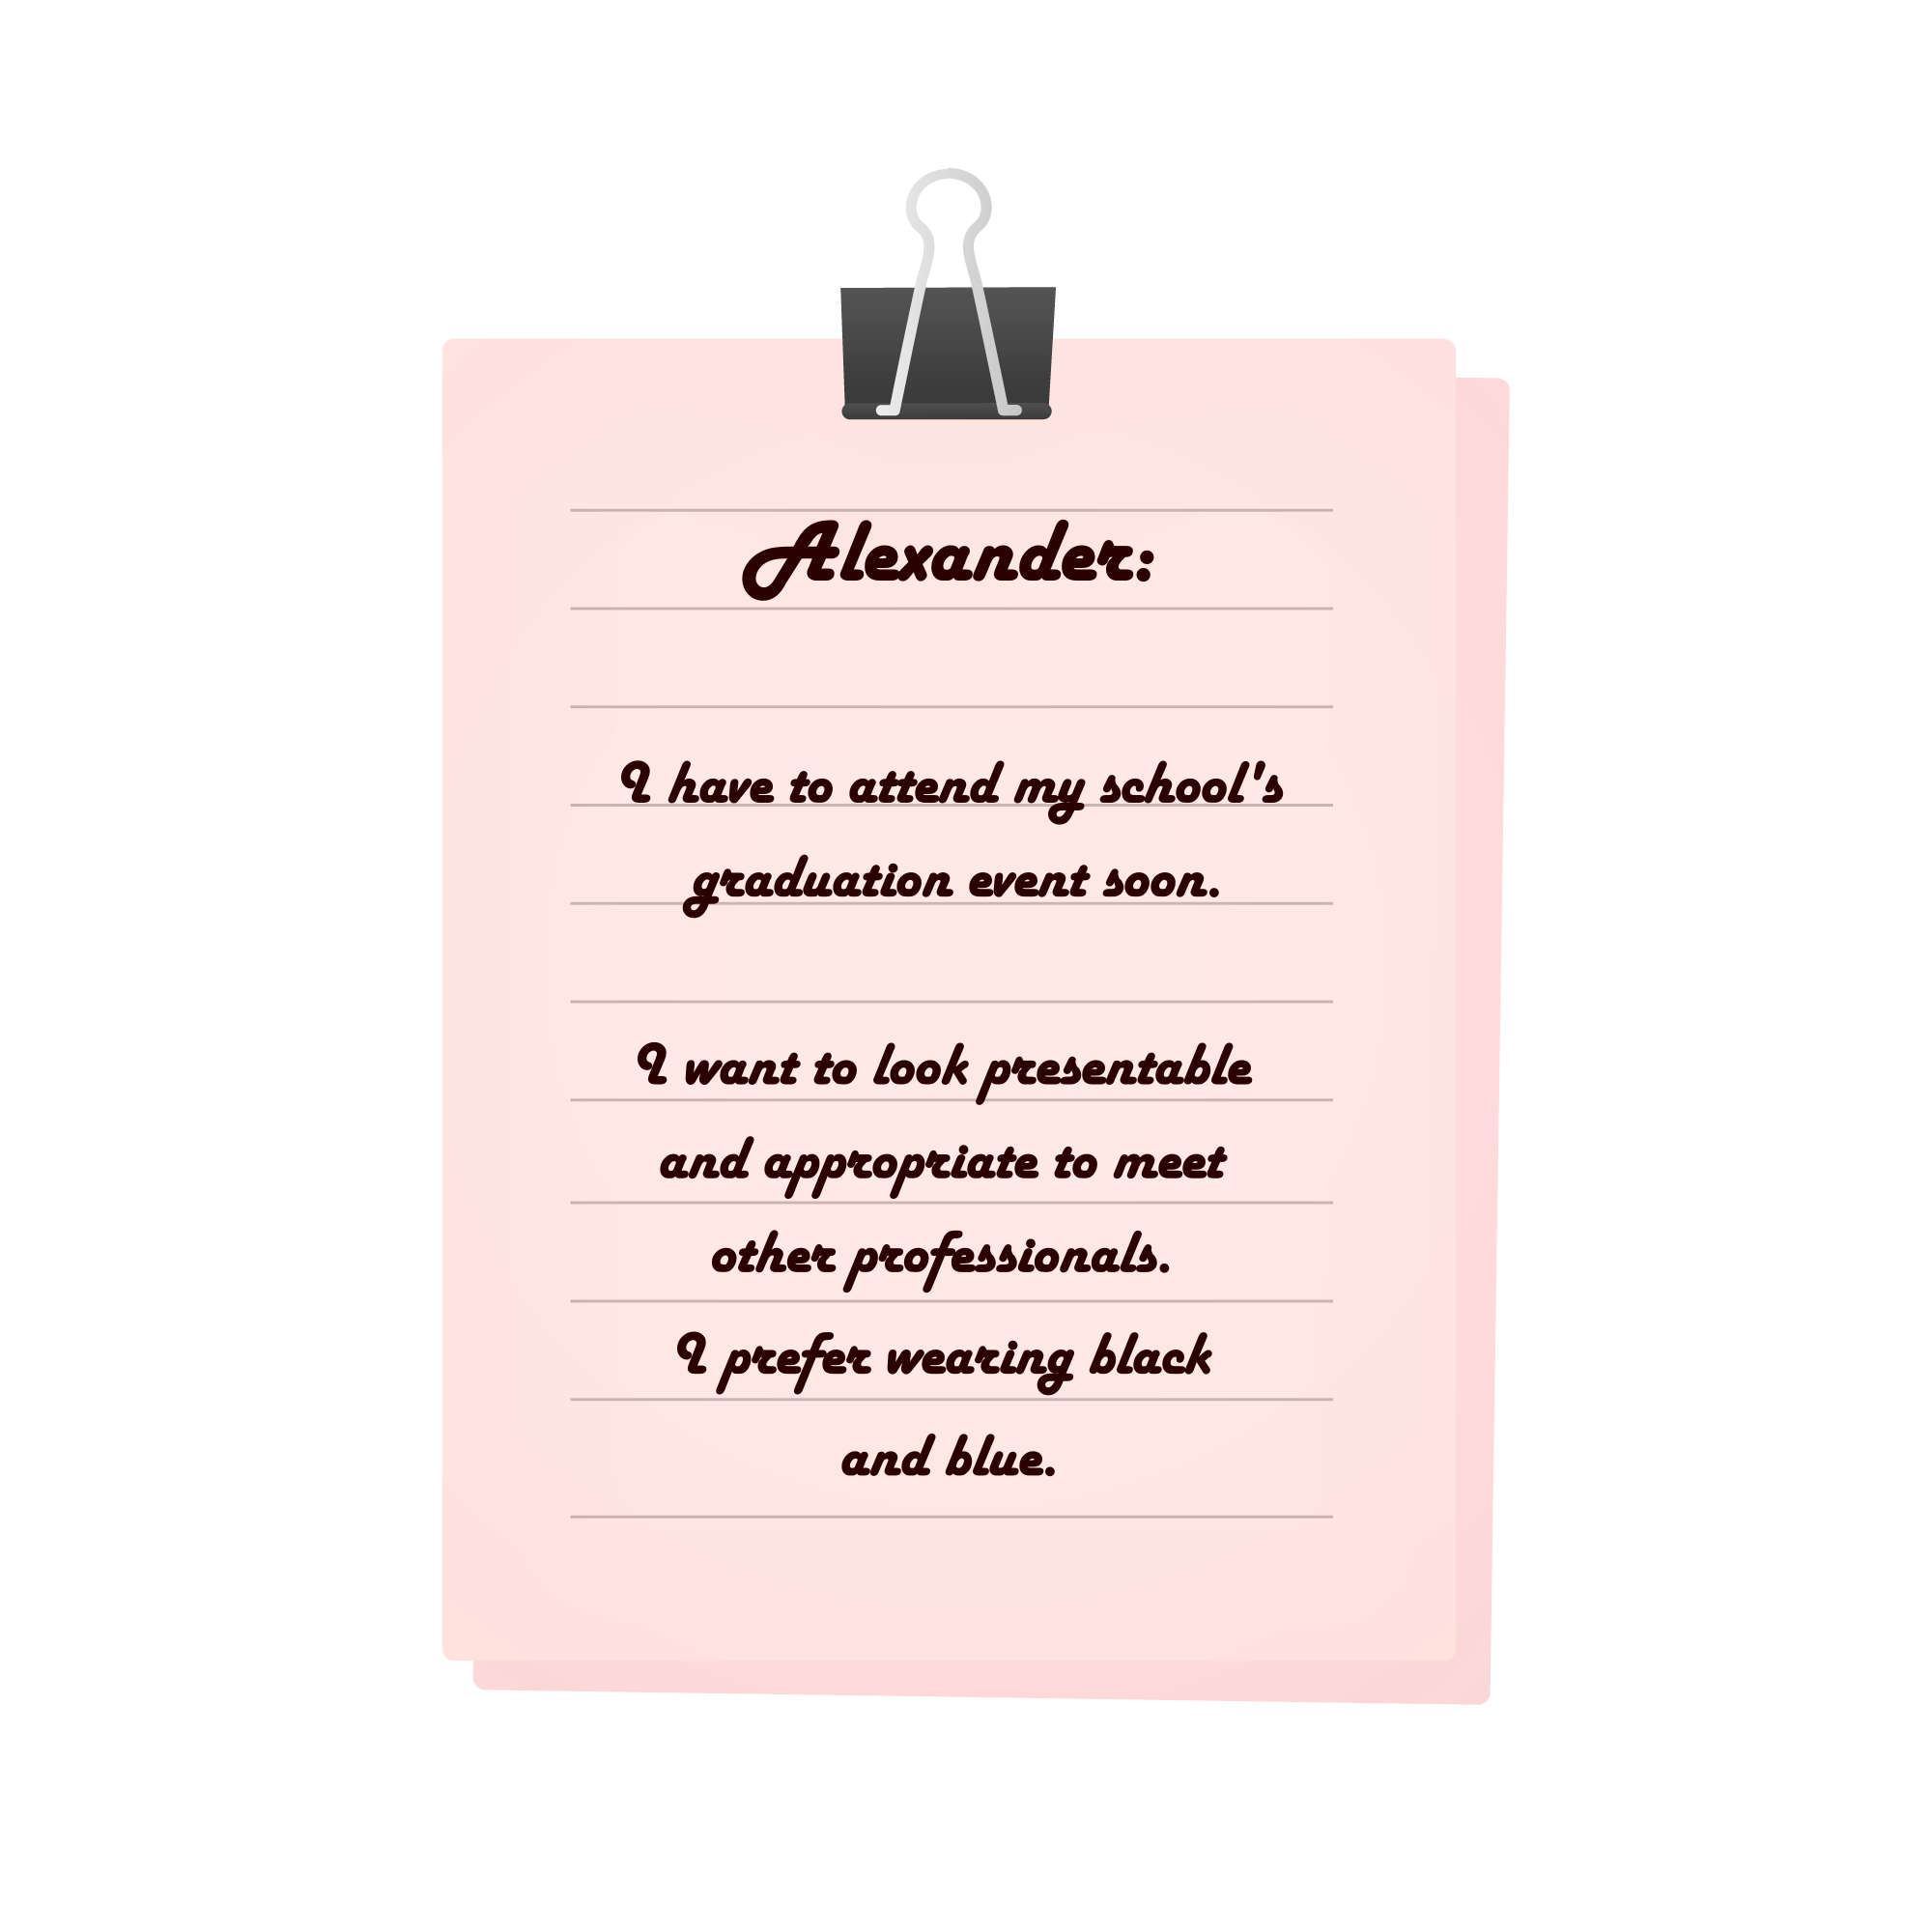 Alexander:
I have to attend my school's
graduation event soon.
I want to look presentable
and appropriate to meet
other professionals.
I prefer wearing black
and blue.